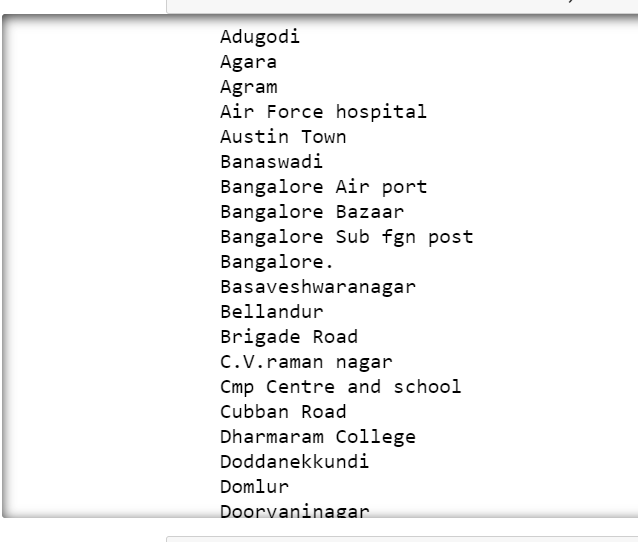 Adugodi
Agara
Agram
Air Force hospital
Austin Town
Banaswadi
Bangalore Air port
Bangalore Bazaar
Bangalore Sub fgn post
Bangalore.
Basaveshwaranagar
Bellandur
Brigade Road
C.V.raman nagar
Cmp Centre and school
Cubban Road
Dharmaram College
Doddanekkundi
Domlur
Doorvaninagar